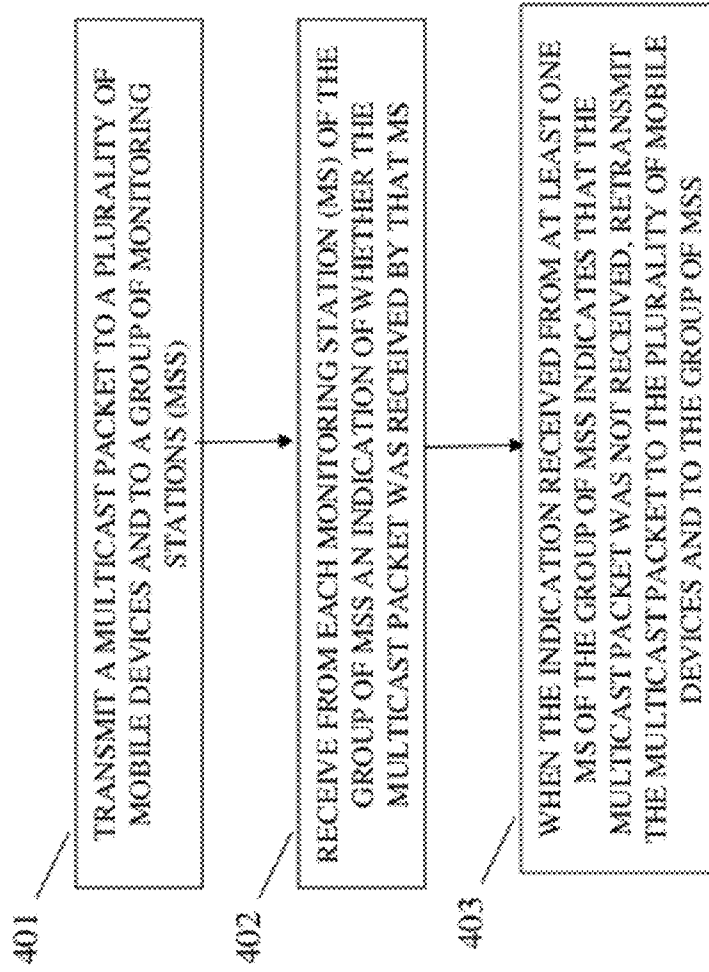 401
TRANSMIT A MULTICAST PACKET TO A PLURALITY OF
MOBILE DEVICES AND TO A GROUP OF MONITORING
STATIONS (MSS)
402
RECEIVE FROM EACH MONITORING STATION (MS) OF THE
GROUP OF MSS AN INDICATION OF WHETHER THE
MULTICAST PACKET WAS RECEIVED BY THAT MS
403
WHEN THE INDICATION RECEIVED FROM AT LEAST ONE
MS OF THE GROUP OF MSS INDICATES THAT THE
MULTICAST PACKET WAS NOT RECEIVED, RETRANSMIT
THE MULTICAST PACKET TO THE PLURALITY OF MOBILE
DEVICES AND TO THE GROUP OF MSS